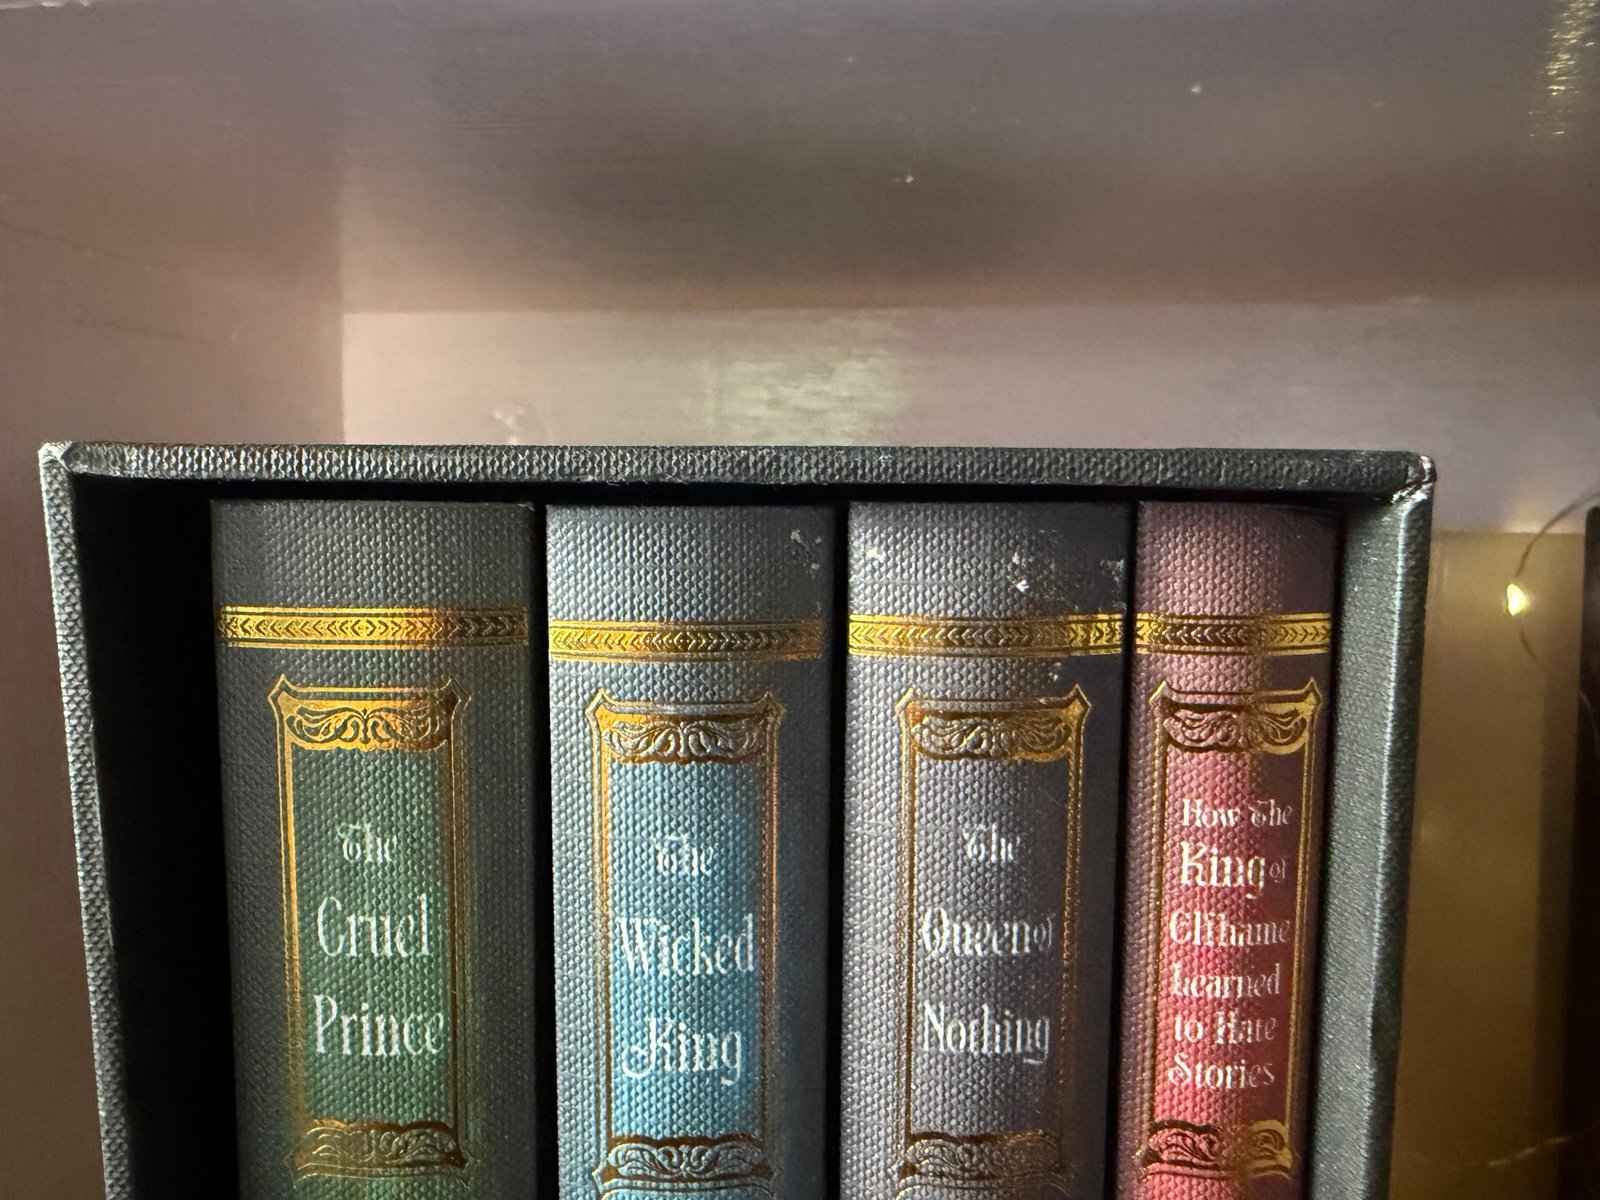 The
Cruel
Prince
The
Wicked
King
The
Queen of
Nothing
How The
King of
Elfhame
Learned
to Hate
Stories